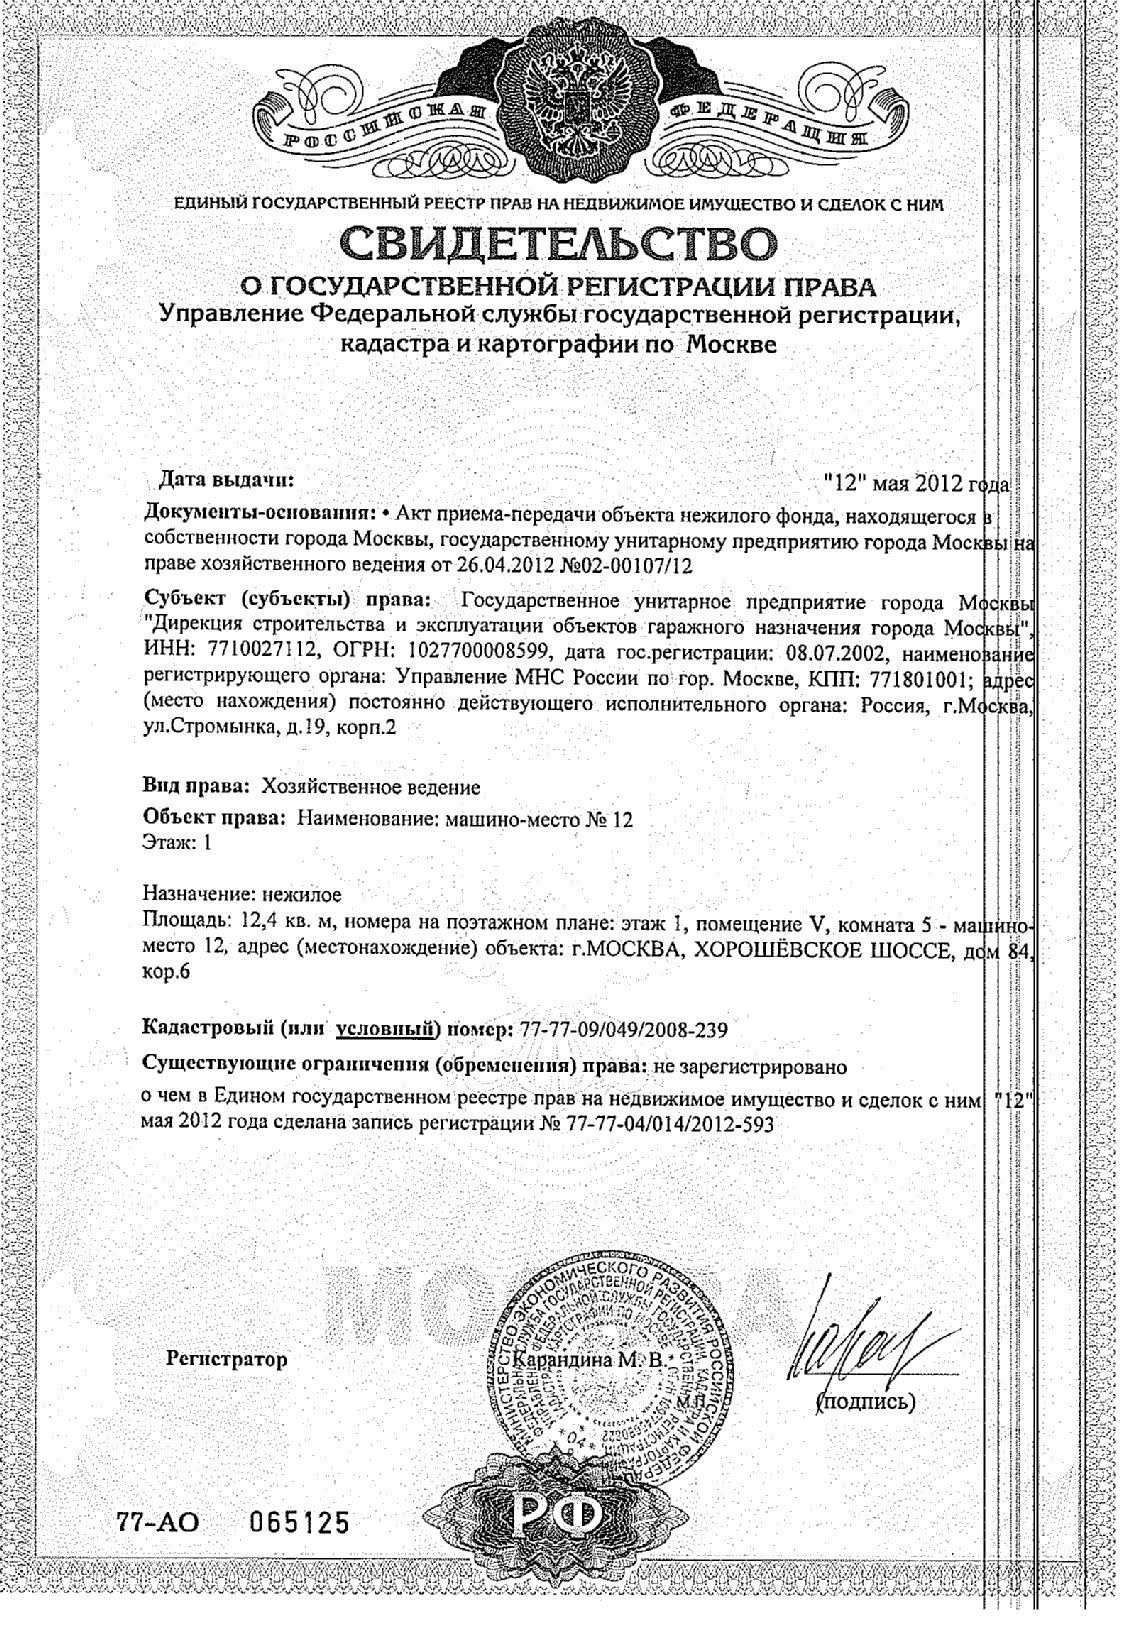 РОССИЙСКАЯ ФЕДЕРАЦИЯ
ЕДИНЫЙ ГОСУДАРСТВЕННЫЙ РЕЕСТР ПРАВ НА НЕДВИЖИМОЕ ИМУЩЕСТВО И СДЕЛОК С НИМ
СВИДЕТЕЛЬСТВО
О ГОСУДАРСТВЕННОЙ РЕГИСТРАЦИИ ПРАВА
Управление Федеральной службы государственной регистрации,
кадастра и картографии по Москве
Дата выдачи: "12" мая 2012 года
Документы-основания: • Акт приема-передачи объекта нежилого фонда, находящегося в
собственности города Москвы, государственному унитарному предприятию города Москвы на
праве хозяйственного ведения от 26.04.2012 №02-00107/12
Субъект (субъекты) права: Государственное унитарное предприятие города Москвы
"Дирекция строительства и эксплуатации объектов гаражного назначения города Москвы",
ИНН: 7710027112, ОГРН: 1027700008599, дата гос.регистрации: 08.07.2002, наименование
регистрирующего органа: Управление МНС России по гор. Москве, КПП: 771801001; адрес
(место нахождения) постоянно действующего исполнительного органа: Россия, г.Москва,
ул.Стромынка, д.19, корп.2
Вид права: Хозяйственное ведение
Объект права: Наименование: машино-место № 12
Этаж: 1
Назначение: нежилое
Площадь: 12,4 кв. м, номера на поэтажном плане: этаж 1, помещение V, комната 5 - машино-
место 12, адрес (местонахождение) объекта: г.МОСКВА, ХОРОШЁВСКОЕ ШОССЕ, дом 84,
кор.6
Кадастровый (или условный) номер: 77-77-09/049/2008-239
Существующие ограничения (обременения) права: не зарегистрировано
о чем в Едином государственном реестре прав на недвижимое имущество и сделок с ним "12"
мая 2012 года сделана запись регистрации № 77-77-04/014/2012-593
МИНИСТЕРСТВО ЭКОНОМИЧЕСКОГО РАЗВИТИЯ РОССИЙСКОЙ ФЕДЕРАЦИИ
Регистратор Карандина М. В.
М.П. (подпись)
77-АО 065125
РФ